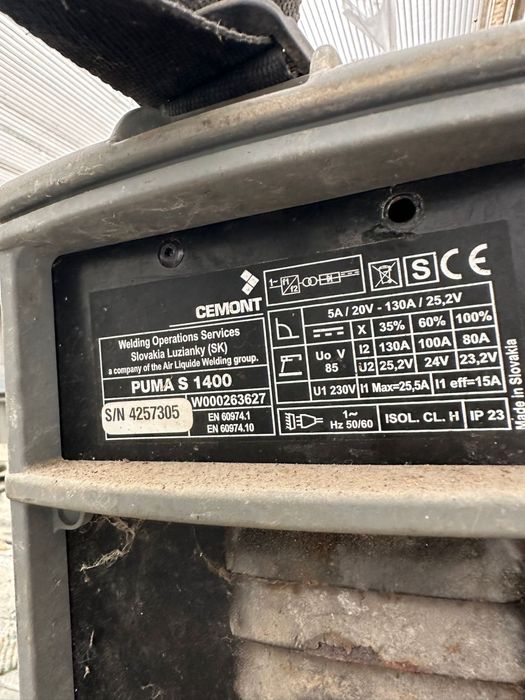 CEMONT
Welding Operations Services
Slovakia Luzianky (SK)
a company of the Air Liquide Welding group.
PUMA S 1400
W000263627
S/N 4257305
EN 60974.1
EN 60974.10
1~ f1 f2
S CE
5A / 20V - 130A / 25,2V
X 35% 60% 100%
Uo V 85
I2 130A 100A 80A
U2 25,2V 24V 23,2V
U1 230V I1 Max=25,5A I1 eff=15A
1~
Hz 50/60
ISOL. CL. H
IP 23
Made in Slovakia